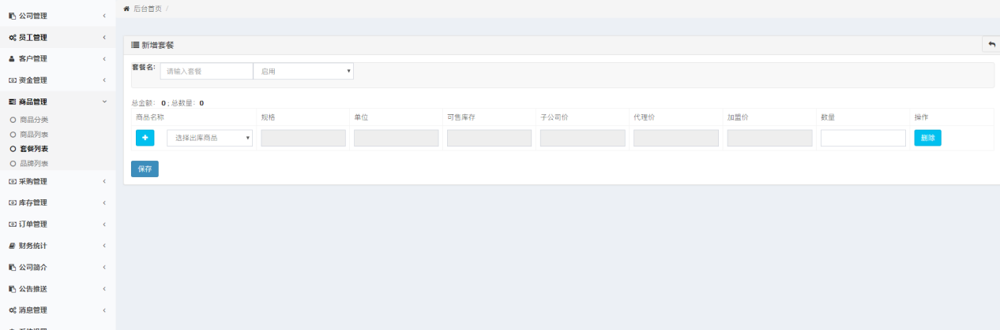 后台首页 /
公司管理
员工管理
客户管理
资金管理
商品管理
商品分类
商品列表
套餐列表
品牌列表
采购管理
库存管理
订单管理
财务统计
公司简介
公告推送
消息管理
新增套餐
套餐名: 请输入套餐 启用
总金额: 0 ; 总数量: 0
商品名称 规格 单位 可售库存 子公司价 代理价 加盟价 数量 操作
选择出库商品 删除
保存